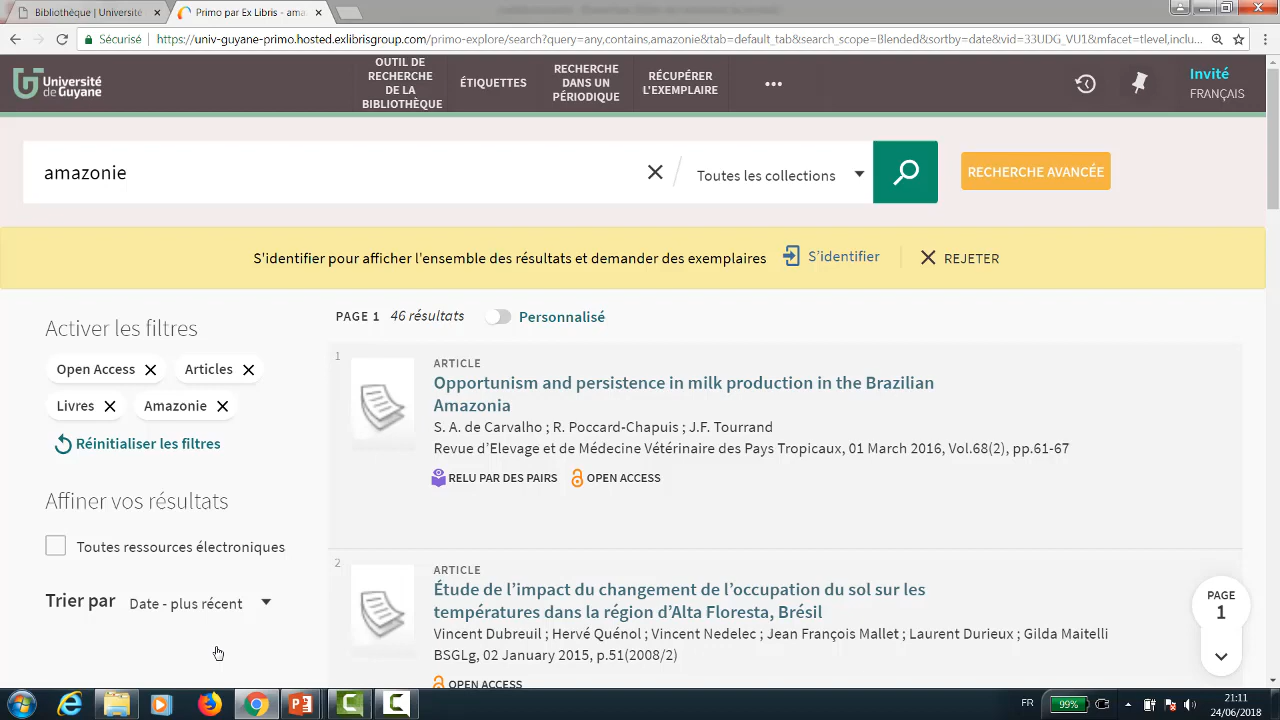 Bibliothèque | Université
Primo par Ex Libris - ama
Sécurisé
https://univ-guyane-primo.hosted.exlibrisgroup.com/primo-explore/search?query=any,contains,amazonie&tab=default_tab&search_scope=Blended&sortby=date&vid=33UDG_VU1&mfacet=tlevel,inclu...
Université
de Guyane
OUTIL DE
RECHERCHE
DE LA
BIBLIOTHÈQUE
ÉTIQUETTES
RECHERCHE
DANS UN
PÉRIODIQUE
RÉCUPÉRER
L'EXEMPLAIRE
Invité
FRANÇAIS
amazonie
Toutes les collections
RECHERCHE AVANCÉE
S'identifier pour afficher l'ensemble des résultats et demander des exemplaires
S'identifier
REJETER
Activer les filtres
Open Access
Articles
Livres
Amazonie
Réinitialiser les filtres
Affiner vos résultats
Toutes ressources électroniques
Trier par
Date - plus récent
PAGE 1
46 résultats
Personnalisé
1
ARTICLE
Opportunism and persistence in milk production in the Brazilian
Amazonia
S. A. de Carvalho ; R. Poccard-Chapuis ; J.F. Tourrand
Revue d'Elevage et de Médecine Vétérinaire des Pays Tropicaux, 01 March 2016, Vol.68(2), pp.61-67
RELU PAR DES PAIRS
OPEN ACCESS
2
ARTICLE
Étude de l'impact du changement de l'occupation du sol sur les
températures dans la région d'Alta Floresta, Brésil
Vincent Dubreuil ; Hervé Quénol ; Vincent Nedelec ; Jean François Mallet ; Laurent Durieux ; Gilda Maitelli
BSGLg, 02 January 2015, p.51(2008/2)
OPEN ACCESS
PAGE
1
FR
99%
21:11
24/06/2018